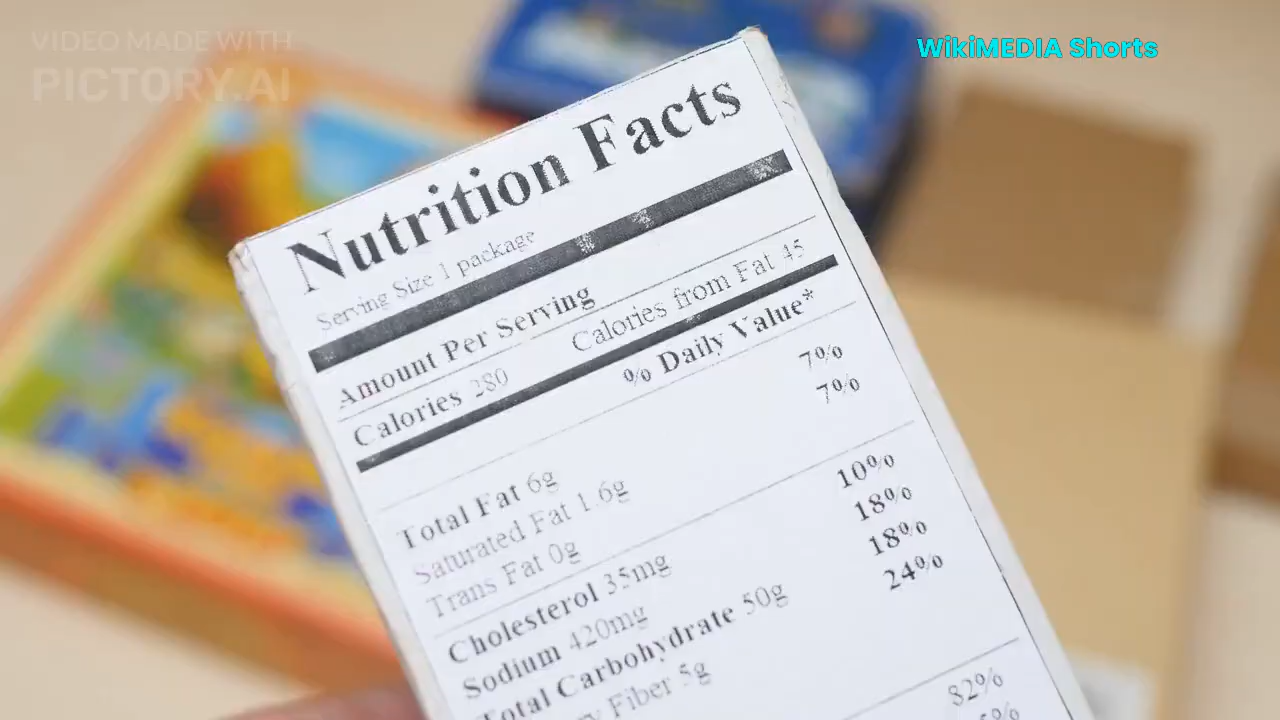 VIDEO MADE WITH
PICTORY.AI
WikiMEDIA Shorts
Nutrition Facts
Serving Size 1 package
Amount Per Serving
Calories 280 Calories from Fat 45
% Daily Value*
Total Fat 6g 7%
Saturated Fat 1.6g 7%
Trans Fat 0g
Cholesterol 35mg 10%
Sodium 420mg 18%
Total Carbohydrate 50g 18%
Fiber 5g 24%
82%